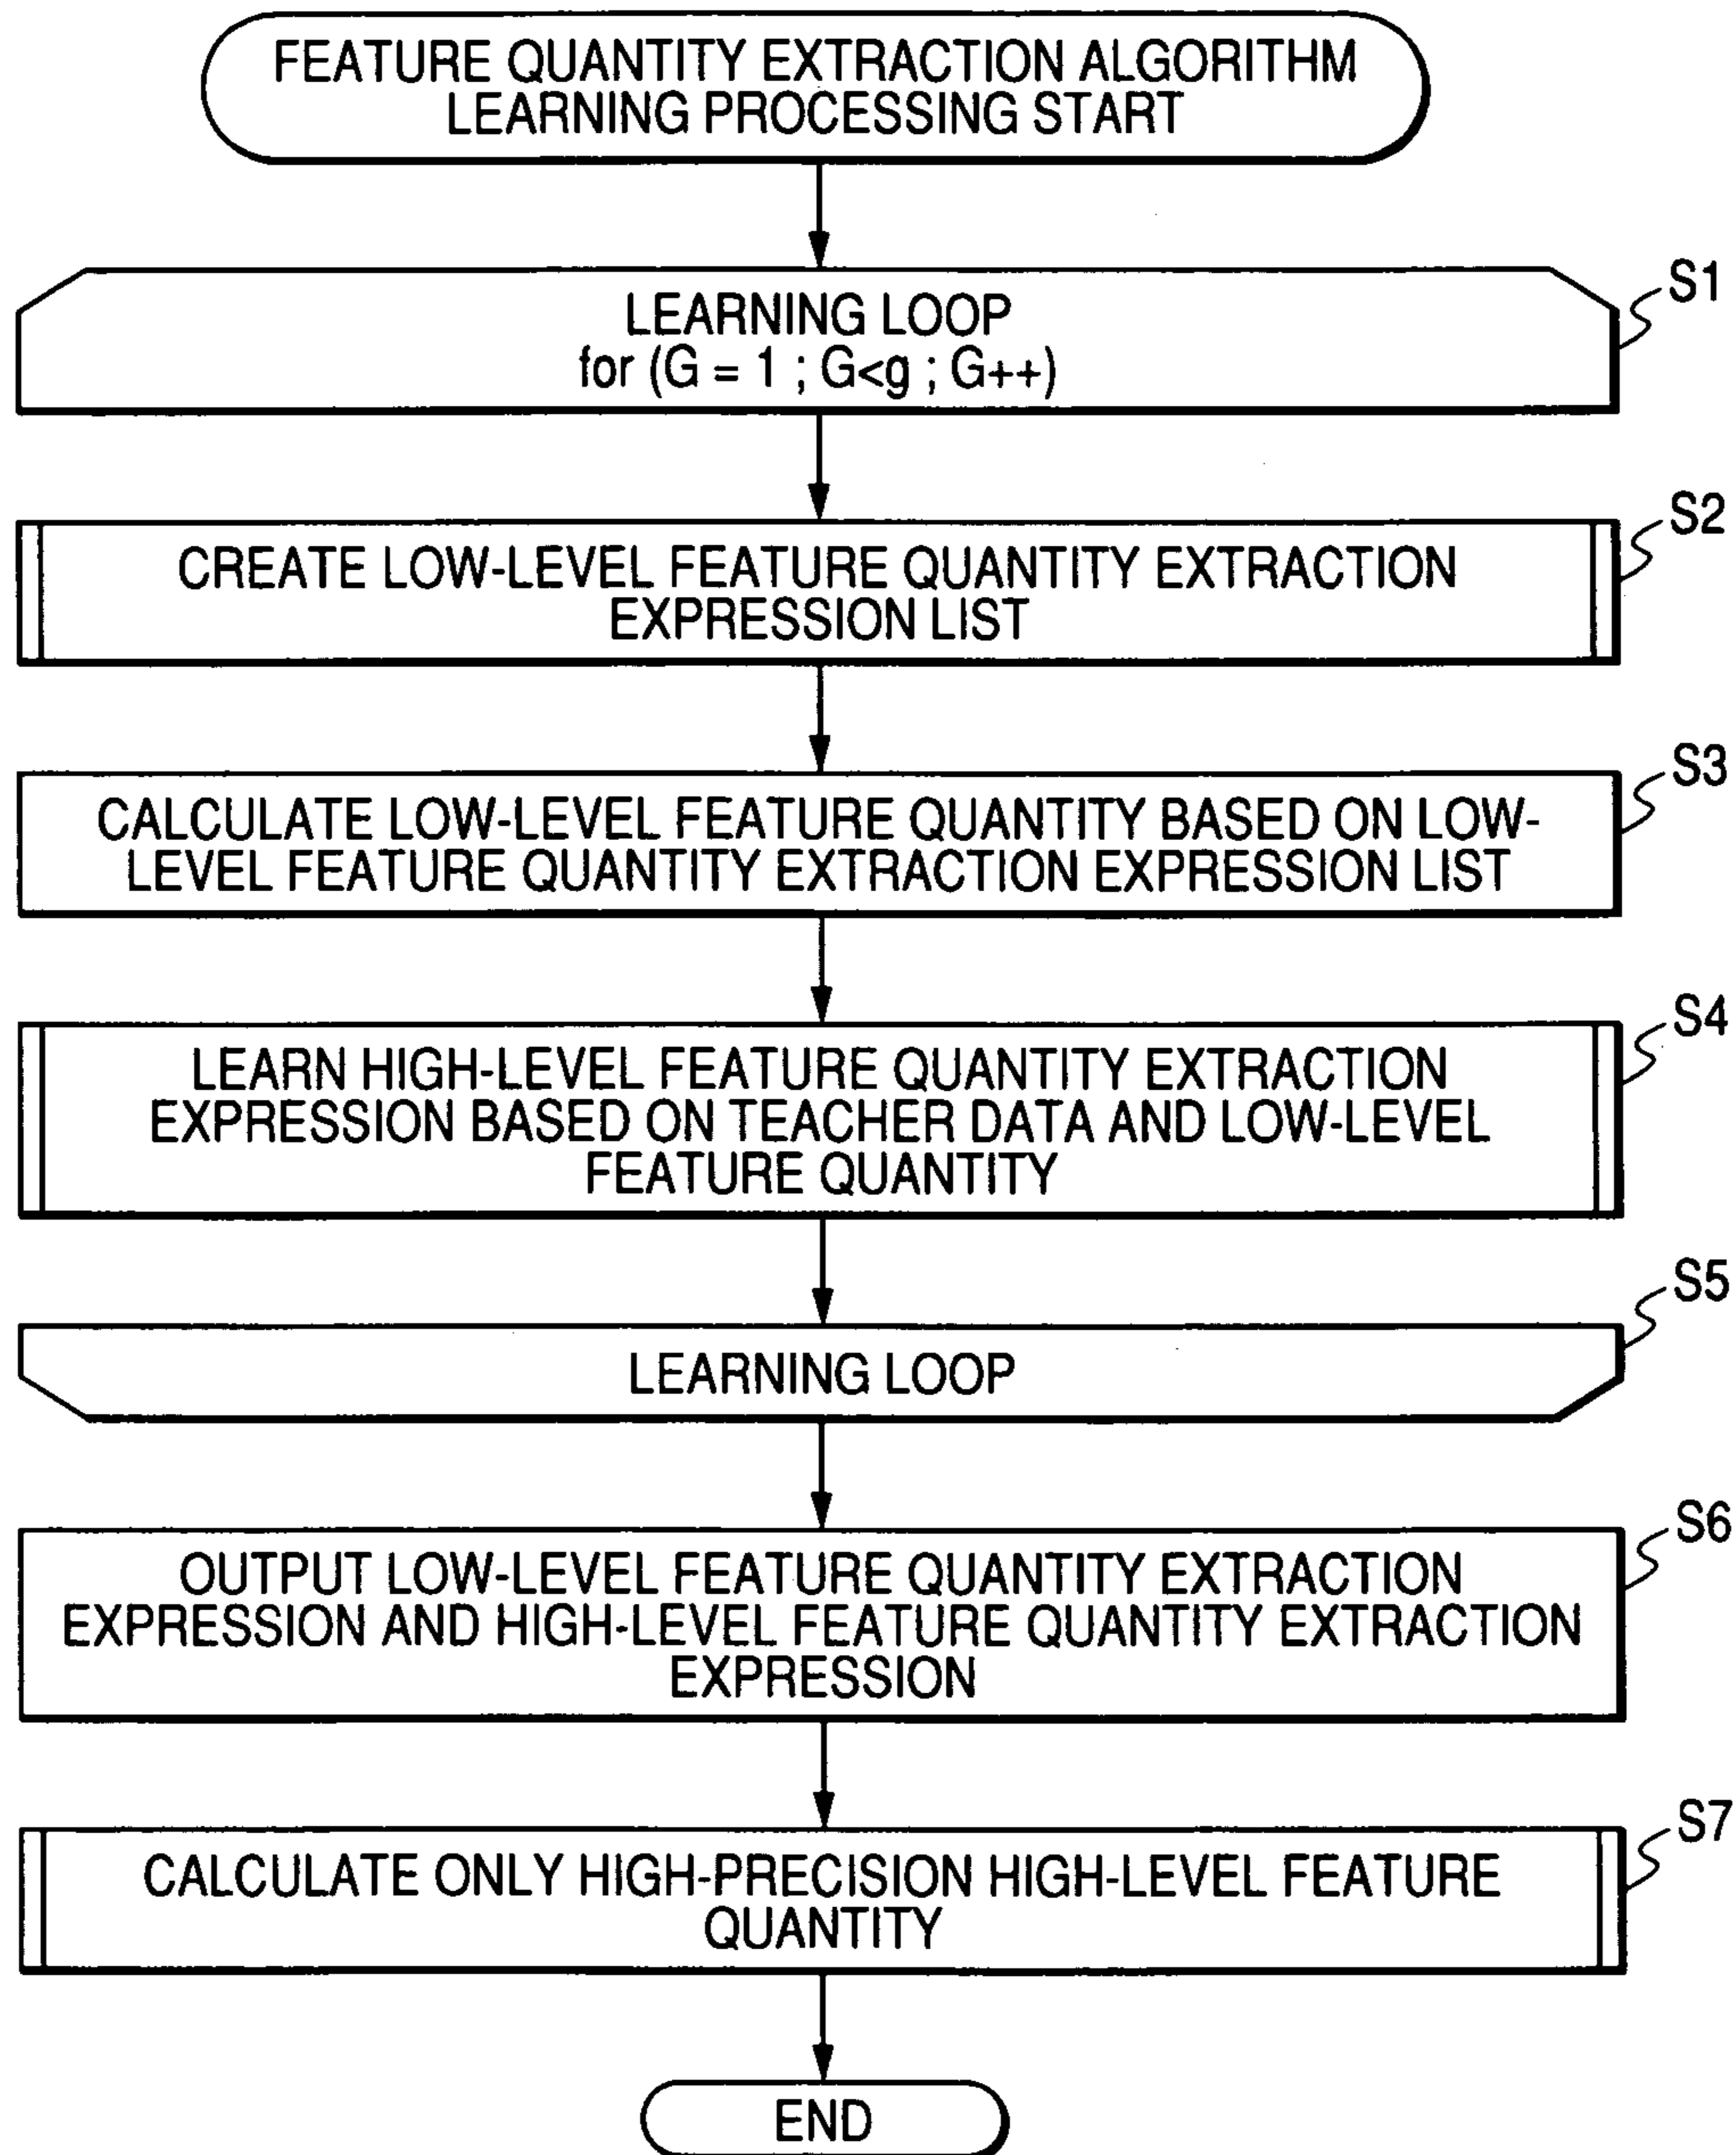 FEATURE QUANTITY EXTRACTION ALGORITHM
LEARNING PROCESSING START
S1
LEARNING LOOP
for (G = 1 ; G<g ; G++)
S2
CREATE LOW-LEVEL FEATURE QUANTITY EXTRACTION
EXPRESSION LIST
S3
CALCULATE LOW-LEVEL FEATURE QUANTITY BASED ON LOW-
LEVEL FEATURE QUANTITY EXTRACTION EXPRESSION LIST
S4
LEARN HIGH-LEVEL FEATURE QUANTITY EXTRACTION
EXPRESSION BASED ON TEACHER DATA AND LOW-LEVEL
FEATURE QUANTITY
S5
LEARNING LOOP
S6
OUTPUT LOW-LEVEL FEATURE QUANTITY EXTRACTION
EXPRESSION AND HIGH-LEVEL FEATURE QUANTITY EXTRACTION
EXPRESSION
S7
CALCULATE ONLY HIGH-PRECISION HIGH-LEVEL FEATURE
QUANTITY
END